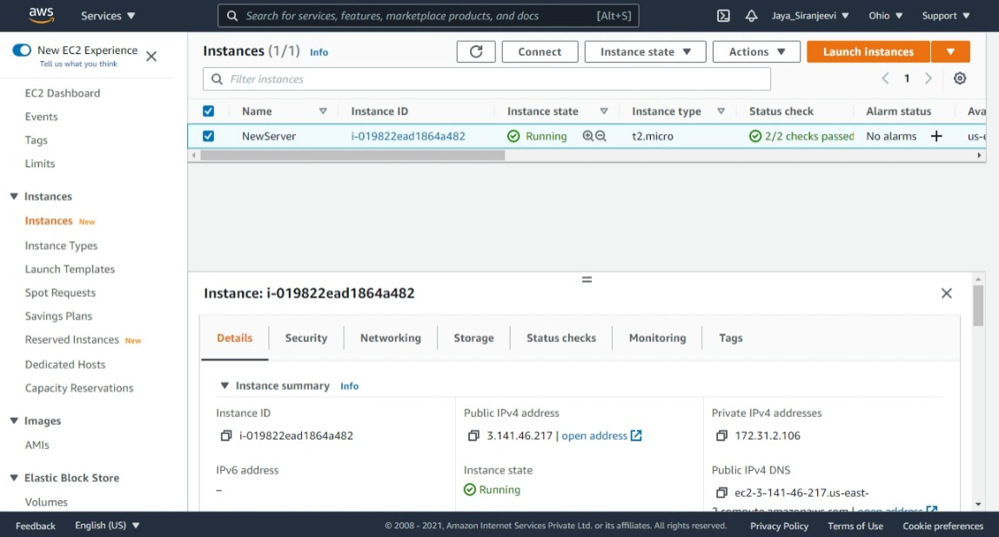 aws Services Search for services, features, marketplace products, and docs [Alt+S] Jaya_Siranjeevi Ohio Support
New EC2 Experience
Tell us what you think
EC2 Dashboard
Events
Tags
Limits
Instances
Instances New
Instance Types
Launch Templates
Spot Requests
Savings Plans
Reserved Instances New
Dedicated Hosts
Capacity Reservations
Images
AMIs
Elastic Block Store
Volumes
Instances (1/1) Info Connect Instance state Actions Launch instances
Filter instances 1
Name Instance ID Instance state Instance type Status check Alarm status Ava
NewServer i-019822ead1864a482 Running t2.micro 2/2 checks passed No alarms + us-e
Instance: i-019822ead1864a482
Details Security Networking Storage Status checks Monitoring Tags
Instance summary Info
Instance ID Public IPv4 address Private IPv4 addresses
i-019822ead1864a482 3.141.46.217 | open address 172.31.2.106
IPv6 address Instance state Public IPv4 DNS
– Running ec2-3-141-46-217.us-east-
2.compute.amazonaws.com | open address
Feedback English (US) © 2008 - 2021, Amazon Internet Services Private Ltd. or its affiliates. All rights reserved. Privacy Policy Terms of Use Cookie preferences